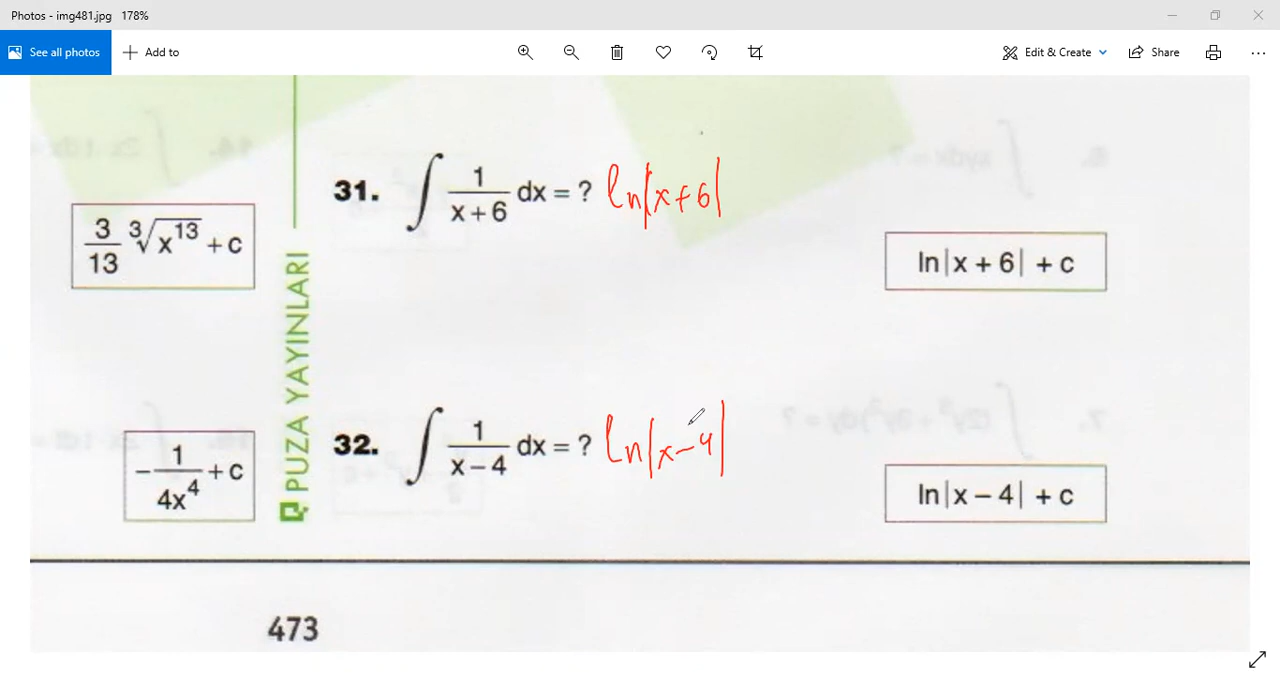 Photos - img481.jpg 178%
See all photos
Add to
Edit & Create
Share
31. ∫ 1/(x+6) dx = ? ln|x+6|
3/13 ∛x¹³ + c
ln|x + 6| + c
PUZA YAYINLARI
32. ∫ 1/(x-4) dx = ? ln|x-4|
-1/4x⁴ + c
ln|x - 4| + c
473